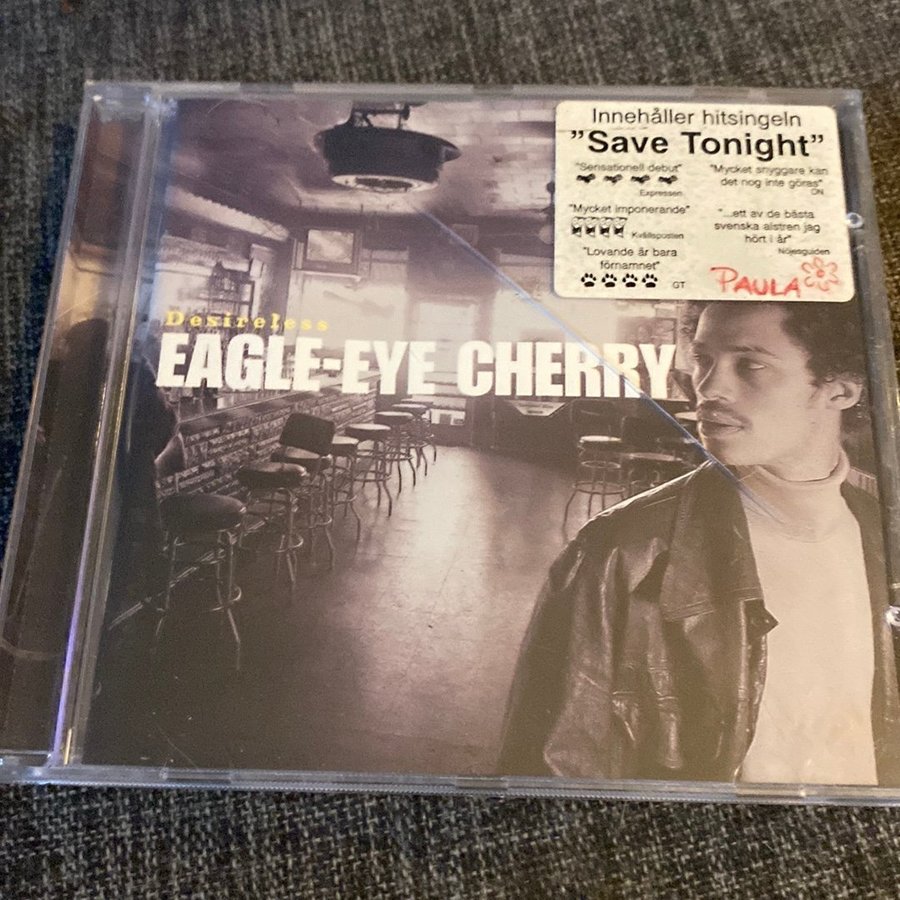 Innehåller hitsingeln
"Save Tonight"
"Sensationell debut"
Expressen
"Mycket snyggare kan
det nog inte göras"
DN
"Mycket imponerande"
Kvällsposten
"...ett av de bästa
svenska alstren jag
hört i år"
Nöjesguiden
"Lovande är bara
förnamnet"
GT
PAULA
Desireless
EAGLE-EYE CHERRY